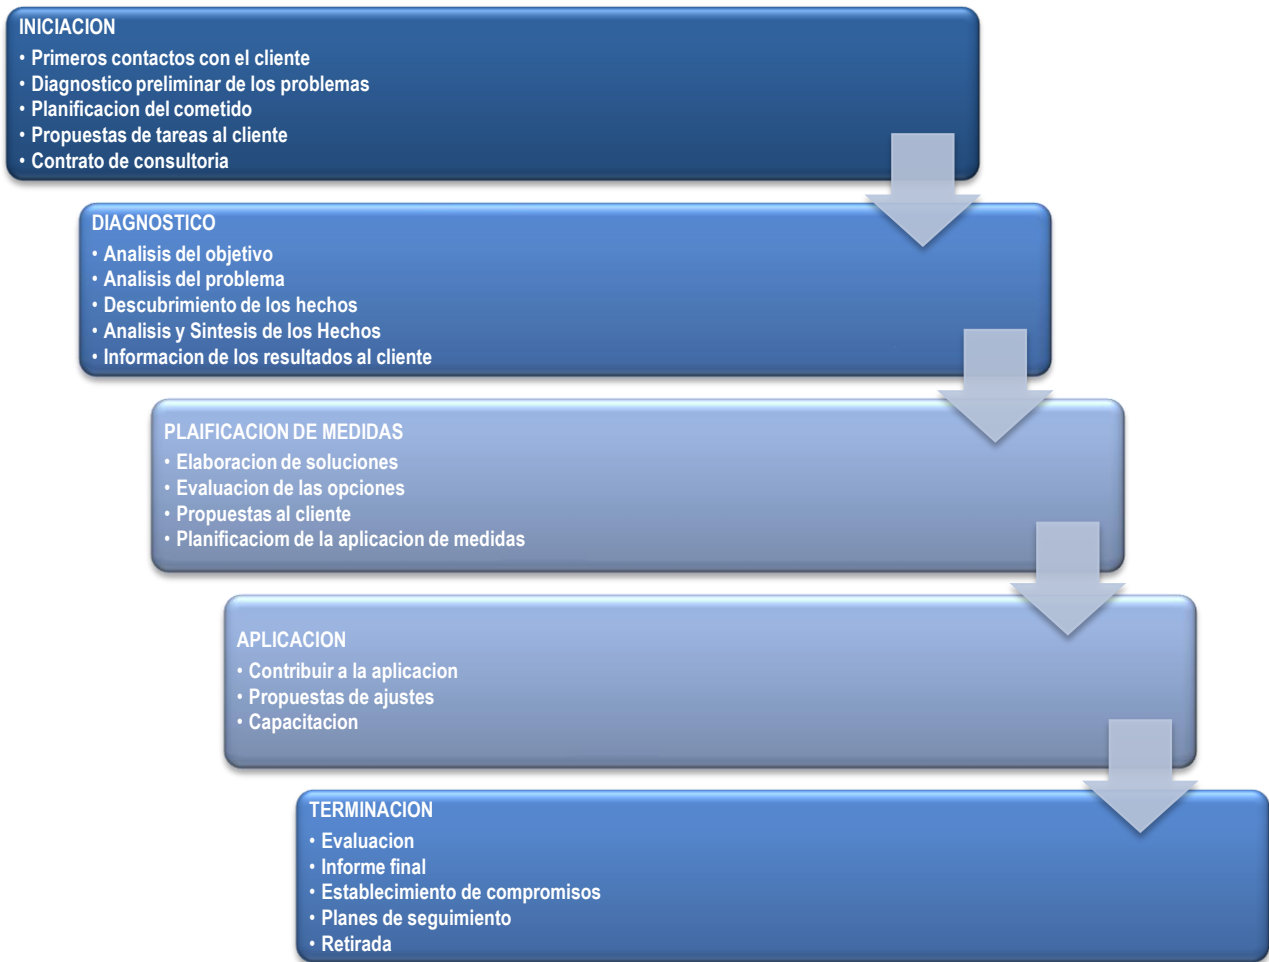 INICIACION
• Primeros contactos con el cliente
• Diagnostico preliminar de los problemas
• Planificacion del cometido
• Propuestas de tareas al cliente
• Contrato de consultoria
DIAGNOSTICO
• Analisis del objetivo
• Analisis del problema
• Descubrimiento de los hechos
• Analisis y Sintesis de los Hechos
• Informacion de los resultados al cliente
PLAIFICACION DE MEDIDAS
• Elaboracion de soluciones
• Evaluacion de las opciones
• Propuestas al cliente
• Planificaciom de la aplicacion de medidas
APLICACION
• Contribuir a la aplicacion
• Propuestas de ajustes
• Capacitacion
TERMINACION
• Evaluacion
• Informe final
• Establecimiento de compromisos
• Planes de seguimiento
• Retirada